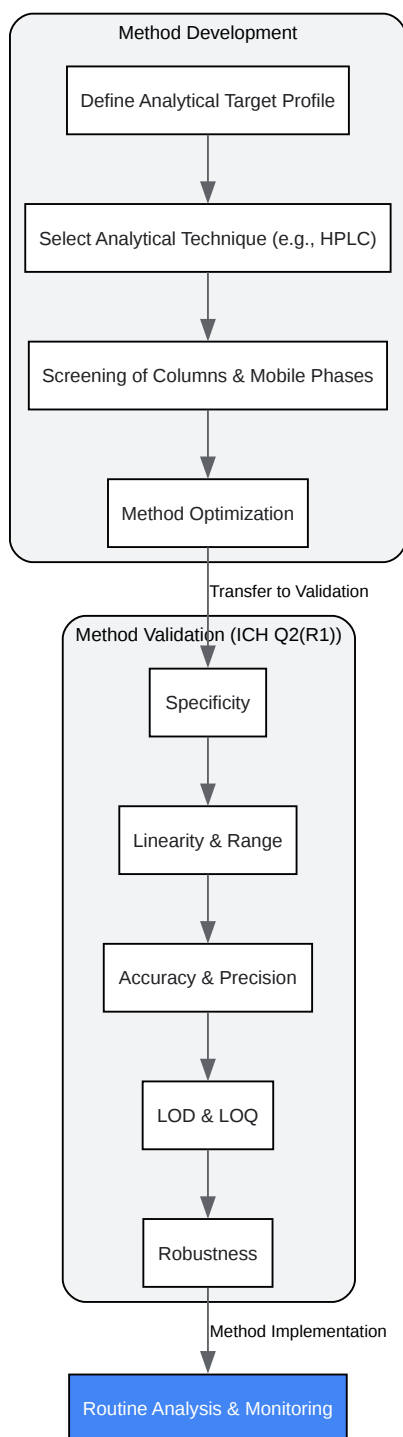 Method Development
Define Analytical Target Profile
Select Analytical Technique (e.g., HPLC)
Screening of Columns & Mobile Phases
Method Optimization
Transfer to Validation
Method Validation (ICH Q2(R1))
Specificity
Linearity & Range
Accuracy & Precision
LOD & LOQ
Robustness
Method Implementation
Routine Analysis & Monitoring